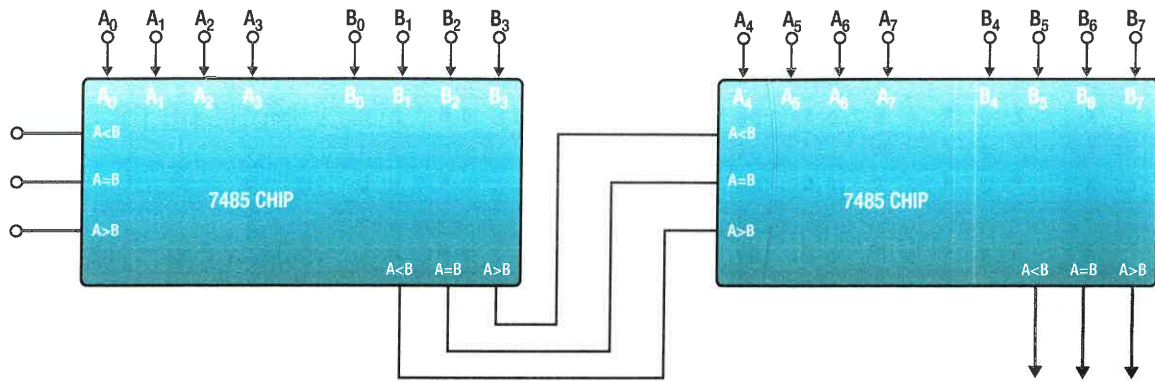 A₀ A₁ A₂ A₃ B₀ B₁ B₂ B₃ A₄ A₅ A₆ A₇ B₄ B₅ B₆ B₇
A₀ A₁ A₂ A₃ B₀ B₁ B₂ B₃ A₄ A₅ A₆ A₇ B₄ B₅ B₆ B₇
A<B A<B
A=B A=B
7485 CHIP 7485 CHIP
A>B A>B
A<B A=B A>B A<B A=B A>B